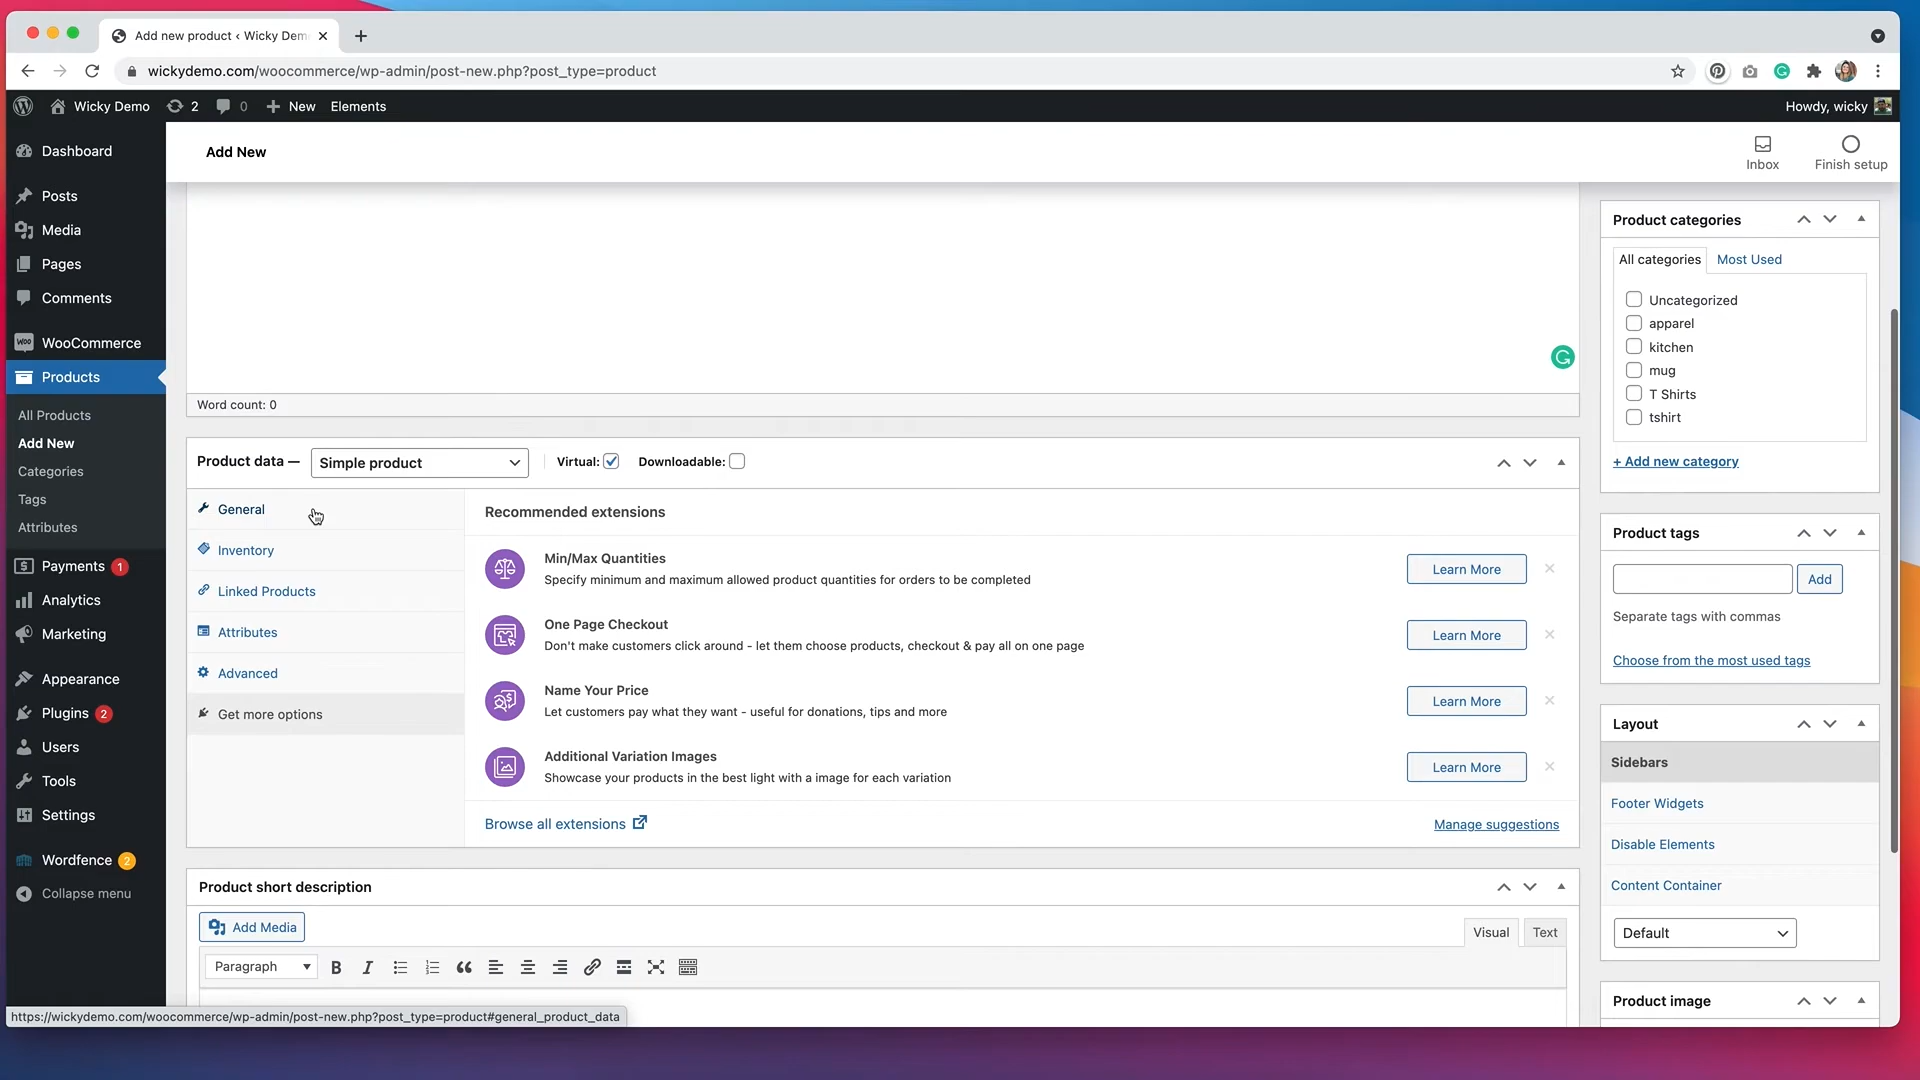 Add new product ‹ Wicky Dem
wickydemo.com/woocommerce/wp-admin/post-new.php?post_type=product
Wicky Demo
2
0
New
Elements
Howdy, wicky
Dashboard
Posts
Media
Pages
Comments
WooCommerce
Products
All Products
Add New
Categories
Tags
Attributes
Payments 1
Analytics
Marketing
Appearance
Plugins 2
Users
Tools
Settings
Wordfence 2
Collapse menu
Add New
Inbox
Finish setup
Word count: 0
Product data —
Simple product
Virtual:
Downloadable:
General
Inventory
Linked Products
Attributes
Advanced
Get more options
Recommended extensions
Min/Max Quantities
Specify minimum and maximum allowed product quantities for orders to be completed
Learn More
One Page Checkout
Don't make customers click around - let them choose products, checkout & pay all on one page
Learn More
Name Your Price
Let customers pay what they want - useful for donations, tips and more
Learn More
Additional Variation Images
Showcase your products in the best light with a image for each variation
Learn More
Browse all extensions
Manage suggestions
Product short description
Add Media
Visual
Text
Paragraph
Product categories
All categories
Most Used
Uncategorized
apparel
kitchen
mug
T Shirts
tshirt
+ Add new category
Product tags
Add
Separate tags with commas
Choose from the most used tags
Layout
Sidebars
Footer Widgets
Disable Elements
Content Container
Default
Product image
https://wickydemo.com/woocommerce/wp-admin/post-new.php?post_type=product#general_product_data